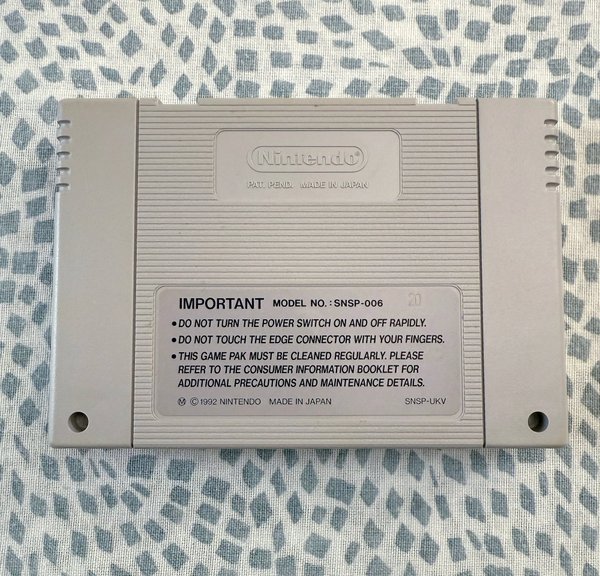 Nintendo®
PAT. PEND. MADE IN JAPAN
IMPORTANT MODEL NO. : SNSP-006 20
• DO NOT TURN THE POWER SWITCH ON AND OFF RAPIDLY.
• DO NOT TOUCH THE EDGE CONNECTOR WITH YOUR FINGERS.
• THIS GAME PAK MUST BE CLEANED REGULARLY. PLEASE
REFER TO THE CONSUMER INFORMATION BOOKLET FOR
ADDITIONAL PRECAUTIONS AND MAINTENANCE DETAILS.
Ⓜ © 1992 NINTENDO MADE IN JAPAN SNSP-UKV